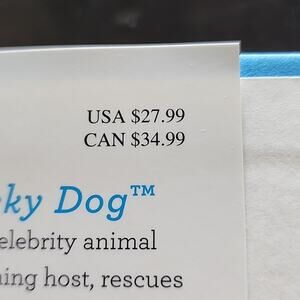 USA $27.99
CAN $34.99
ky Dog™
elebrity animal
ning host, rescues